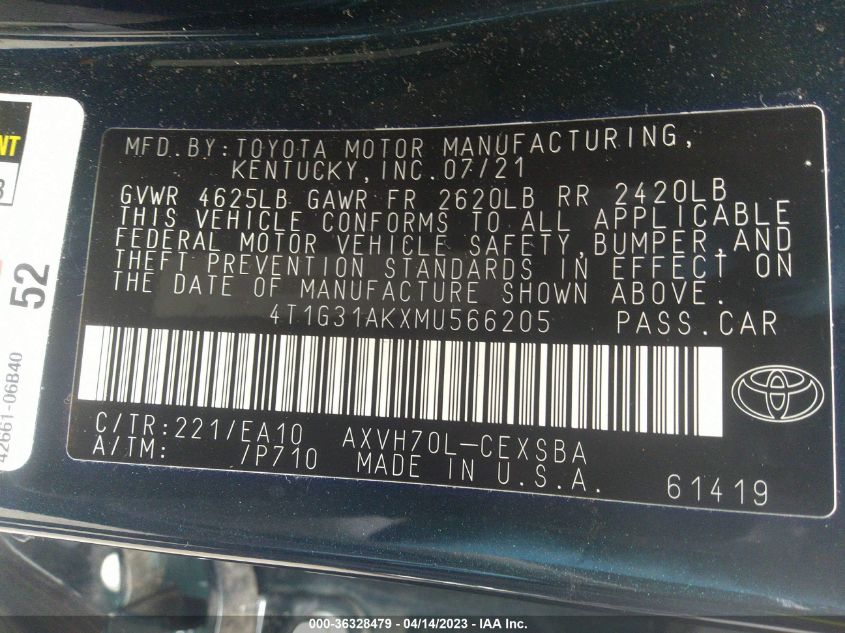 NT
3
52
42661-06B40
MFD.BY:TOYOTA MOTOR MANUFACTURING,
KENTUCKY,INC.07/21
GVWR 4625LB GAWR FR 2620LB RR 2420LB
THIS VEHICLE CONFORMS TO ALL APPLICABLE
FEDERAL MOTOR VEHICLE SAFETY,BUMPER,AND
THEFT PREVENTION STANDARDS IN EFFECT ON
THE DATE OF MANUFACTURE SHOWN ABOVE.
4T1G31AKXMU566205 PASS.CAR
C/TR:221/EA10 AXVH70L-CEXSBA
A/TM: /P710 MADE IN U.S.A. 61419
000-36328479 - 04/14/2023 - IAA Inc.